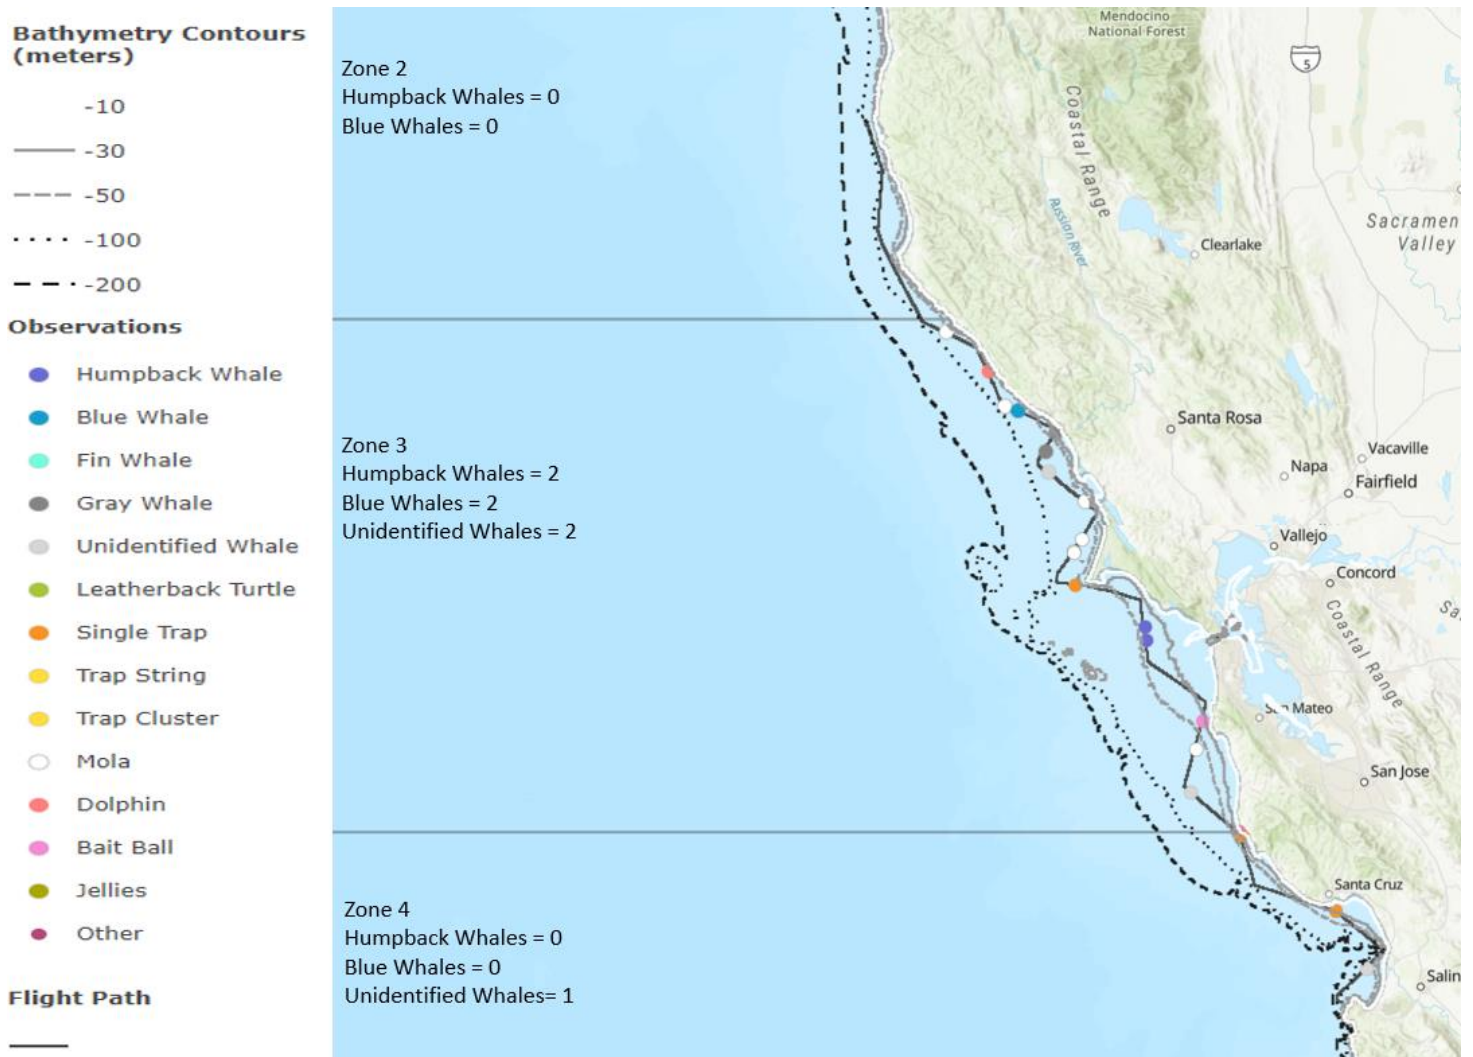 Bathymetry Contours
(meters)
-10
-30
-50
-100
-200
Observations
Humpback Whale
Blue Whale
Fin Whale
Gray Whale
Unidentified Whale
Leatherback Turtle
Single Trap
Trap String
Trap Cluster
Mola
Dolphin
Bait Ball
Jellies
Other
Flight Path
Zone 2
Humpback Whales = 0
Blue Whales = 0
Zone 3
Humpback Whales = 2
Blue Whales = 2
Unidentified Whales = 2
Zone 4
Humpback Whales = 0
Blue Whales = 0
Unidentified Whales= 1
Mendocino
National Forest
5
Coastal Range
Russian River
Clearlake
Sacramen
Valley
Santa Rosa
Napa
Vacaville
Fairfield
Vallejo
Concord
Coastal Range
San Mateo
San Jose
Santa Cruz
Salin